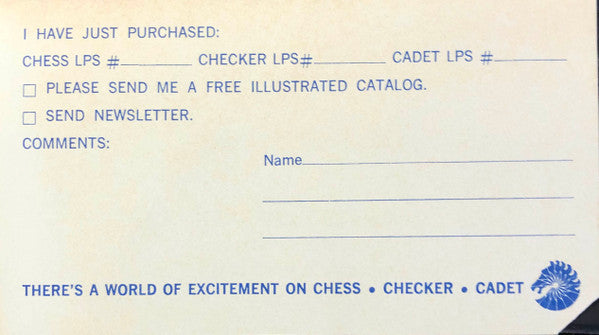 I HAVE JUST PURCHASED:
CHESS LPS # CHECKER LPS# CADET LPS #
PLEASE SEND ME A FREE ILLUSTRATED CATALOG.
SEND NEWSLETTER.
COMMENTS:
Name
THERE'S A WORLD OF EXCITEMENT ON CHESS • CHECKER • CADET